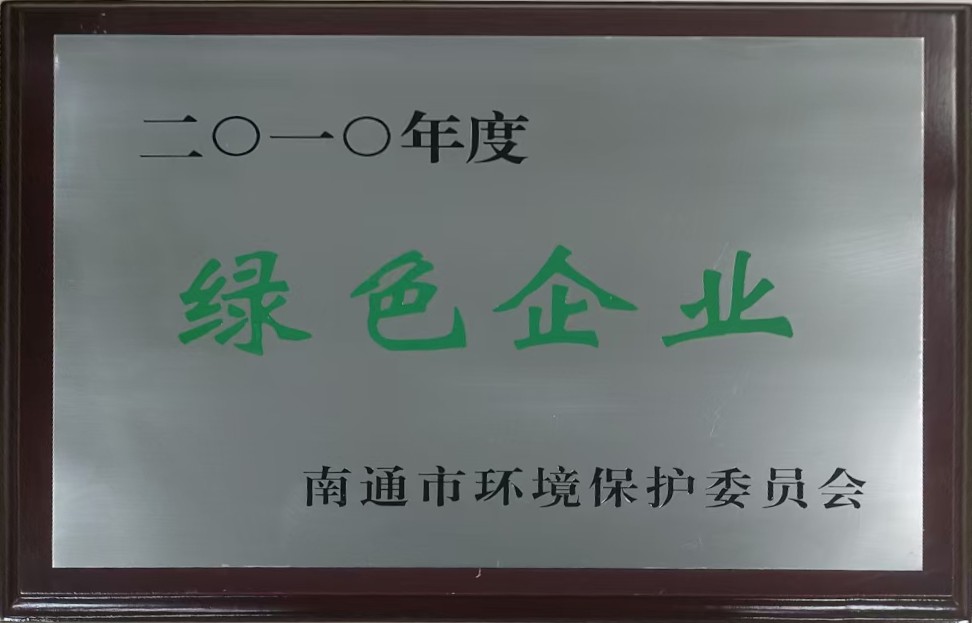 二〇一〇年度
绿色企业
南通市环境保护委员会